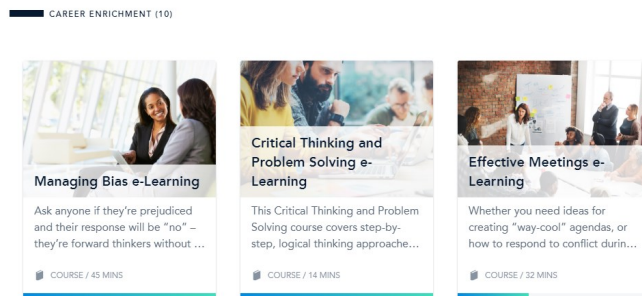 CAREER ENRICHMENT (10)
Managing Bias e-Learning
Ask anyone if they're prejudiced
and their response will be "no" –
they're forward thinkers without ...
COURSE / 45 MINS
Critical Thinking and
Problem Solving e-
Learning
This Critical Thinking and Problem
Solving course covers step-by-
step, logical thinking approache...
COURSE / 14 MINS
Effective Meetings e-
Learning
Whether you need ideas for
creating "way-cool" agendas, or
how to respond to conflict durin...
COURSE / 32 MINS